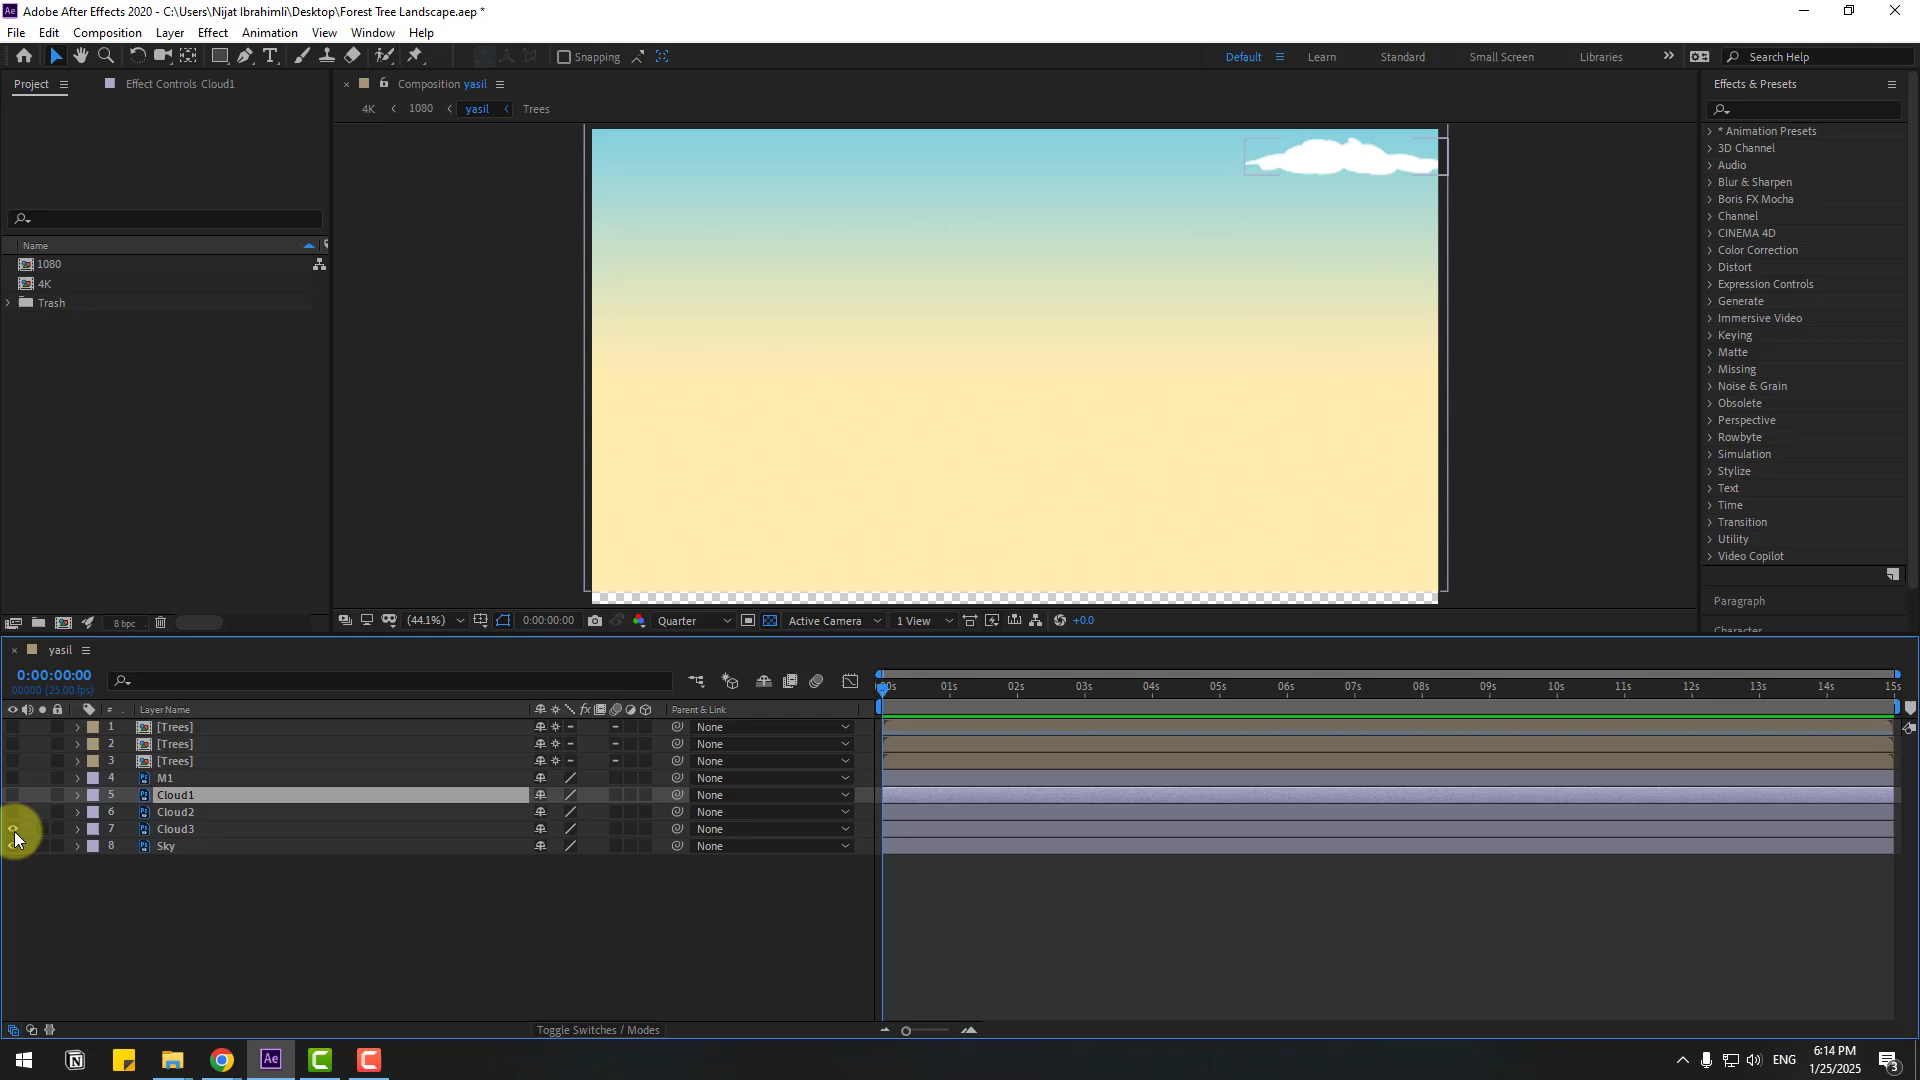 Adobe After Effects 2020 - C:\Users\Nijat Ibrahimli\Desktop\Forest Tree Landscape.aep *
File Edit Composition Layer Effect Animation View Window Help
Snapping
Default Learn Standard Small Screen Libraries
Search Help
Project
Effect Controls Cloud1
Composition yasil
4K 1080 yasil Trees
Name
1080
4K
Trash
8 bpc
Effects & Presets
* Animation Presets
3D Channel
Audio
Blur & Sharpen
Boris FX Mocha
Channel
CINEMA 4D
Color Correction
Distort
Expression Controls
Generate
Immersive Video
Keying
Matte
Missing
Noise & Grain
Obsolete
Perspective
Rowbyte
Simulation
Stylize
Text
Time
Transition
Utility
Video Copilot
Paragraph
(44.1%) 0:00:00:00 Quarter Active Camera 1 View +0.0
yasil
0:00:00:00
00000 (25.00 fps)
01s 02s 03s 04s 05s 06s 07s 08s 09s 10s 11s 12s 13s 14s 15s
# Layer Name Parent & Link
1 [Trees] None
2 [Trees] None
3 [Trees] None
4 M1 None
5 Cloud1 None
6 Cloud2 None
7 Cloud3 None
8 Sky None
Toggle Switches / Modes
ENG
6:14 PM
1/25/2025
3